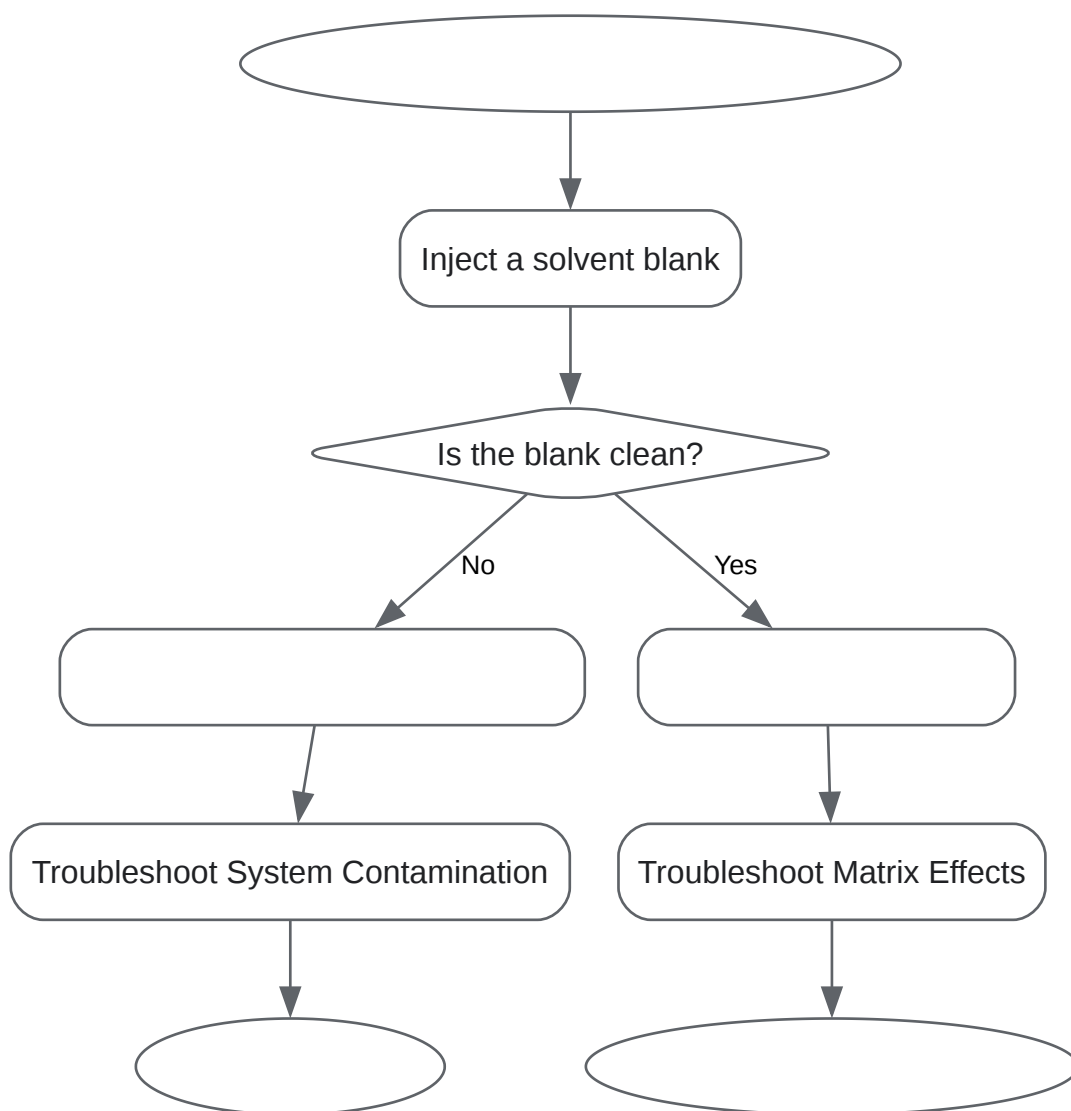 Inject a solvent blank
Is the blank clean?
No
Yes
Troubleshoot System Contamination
Troubleshoot Matrix Effects